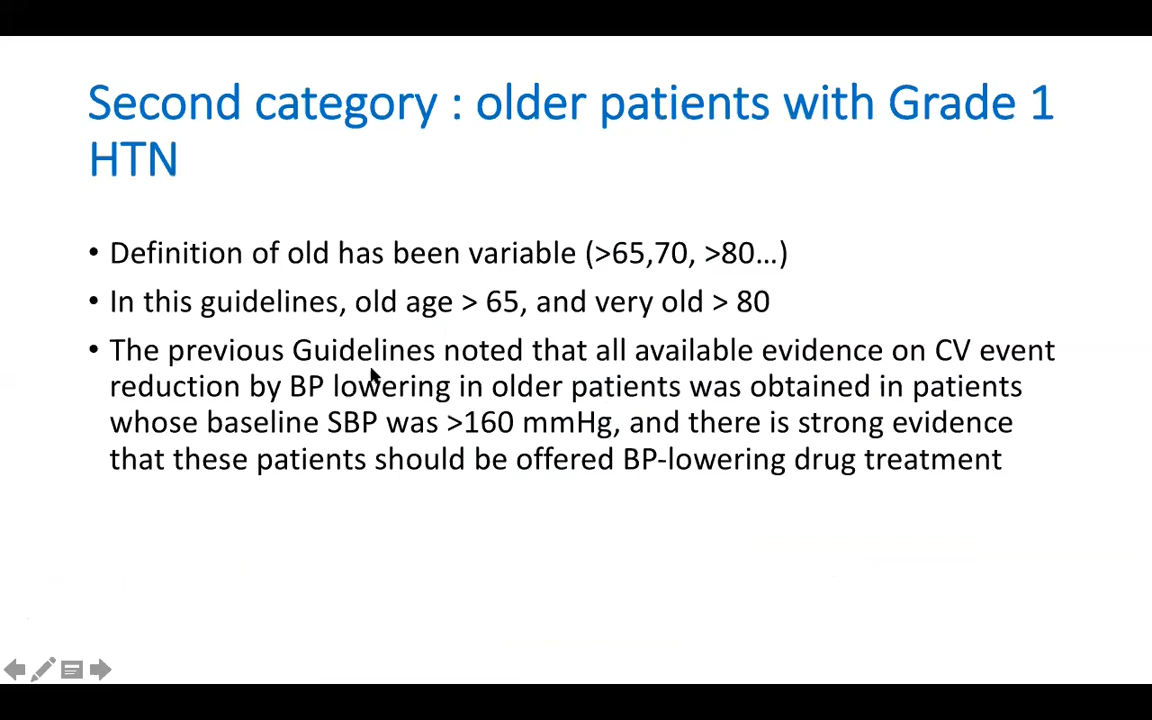 Second category : older patients with Grade 1
HTN
• Definition of old has been variable (>65,70, >80...)
• In this guidelines, old age > 65, and very old > 80
• The previous Guidelines noted that all available evidence on CV event
reduction by BP lowering in older patients was obtained in patients
whose baseline SBP was >160 mmHg, and there is strong evidence
that these patients should be offered BP-lowering drug treatment